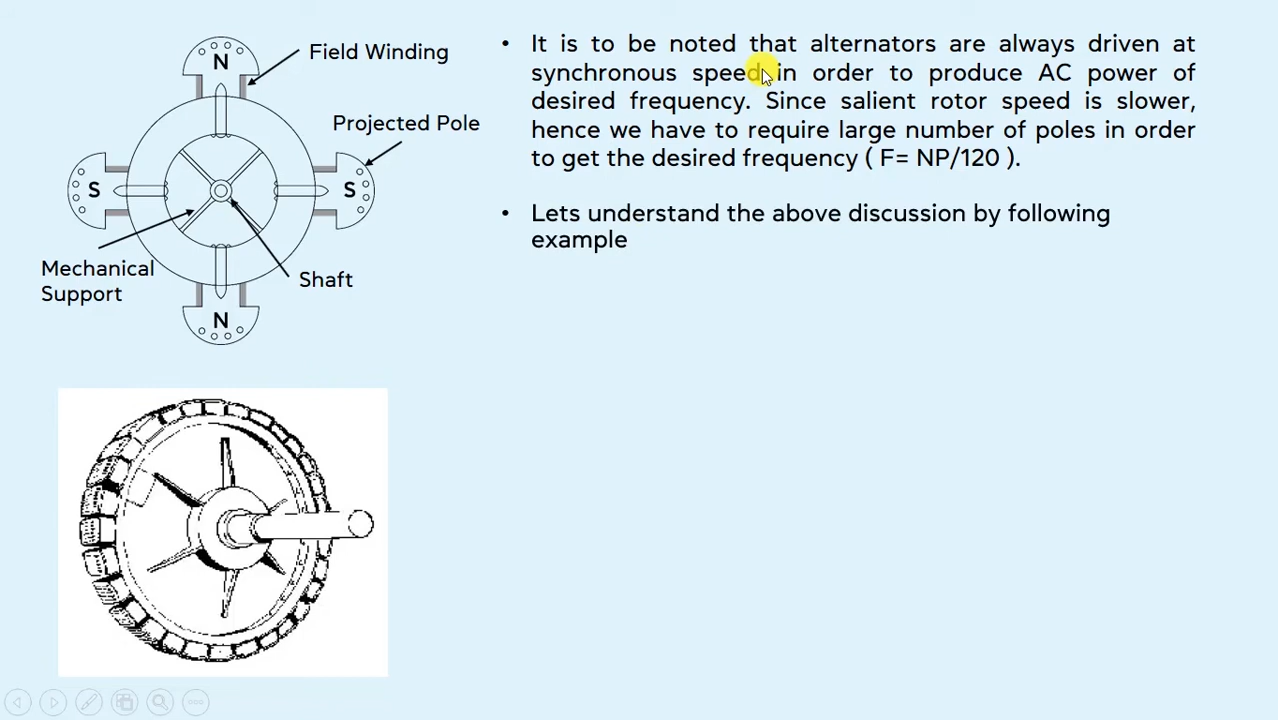 N
Field Winding
Projected Pole
S
S
Mechanical
Support
Shaft
N
• It is to be noted that alternators are always driven at
synchronous speed in order to produce AC power of
desired frequency. Since salient rotor speed is slower,
hence we have to require large number of poles in order
to get the desired frequency ( F= NP/120 ).
• Lets understand the above discussion by following
example